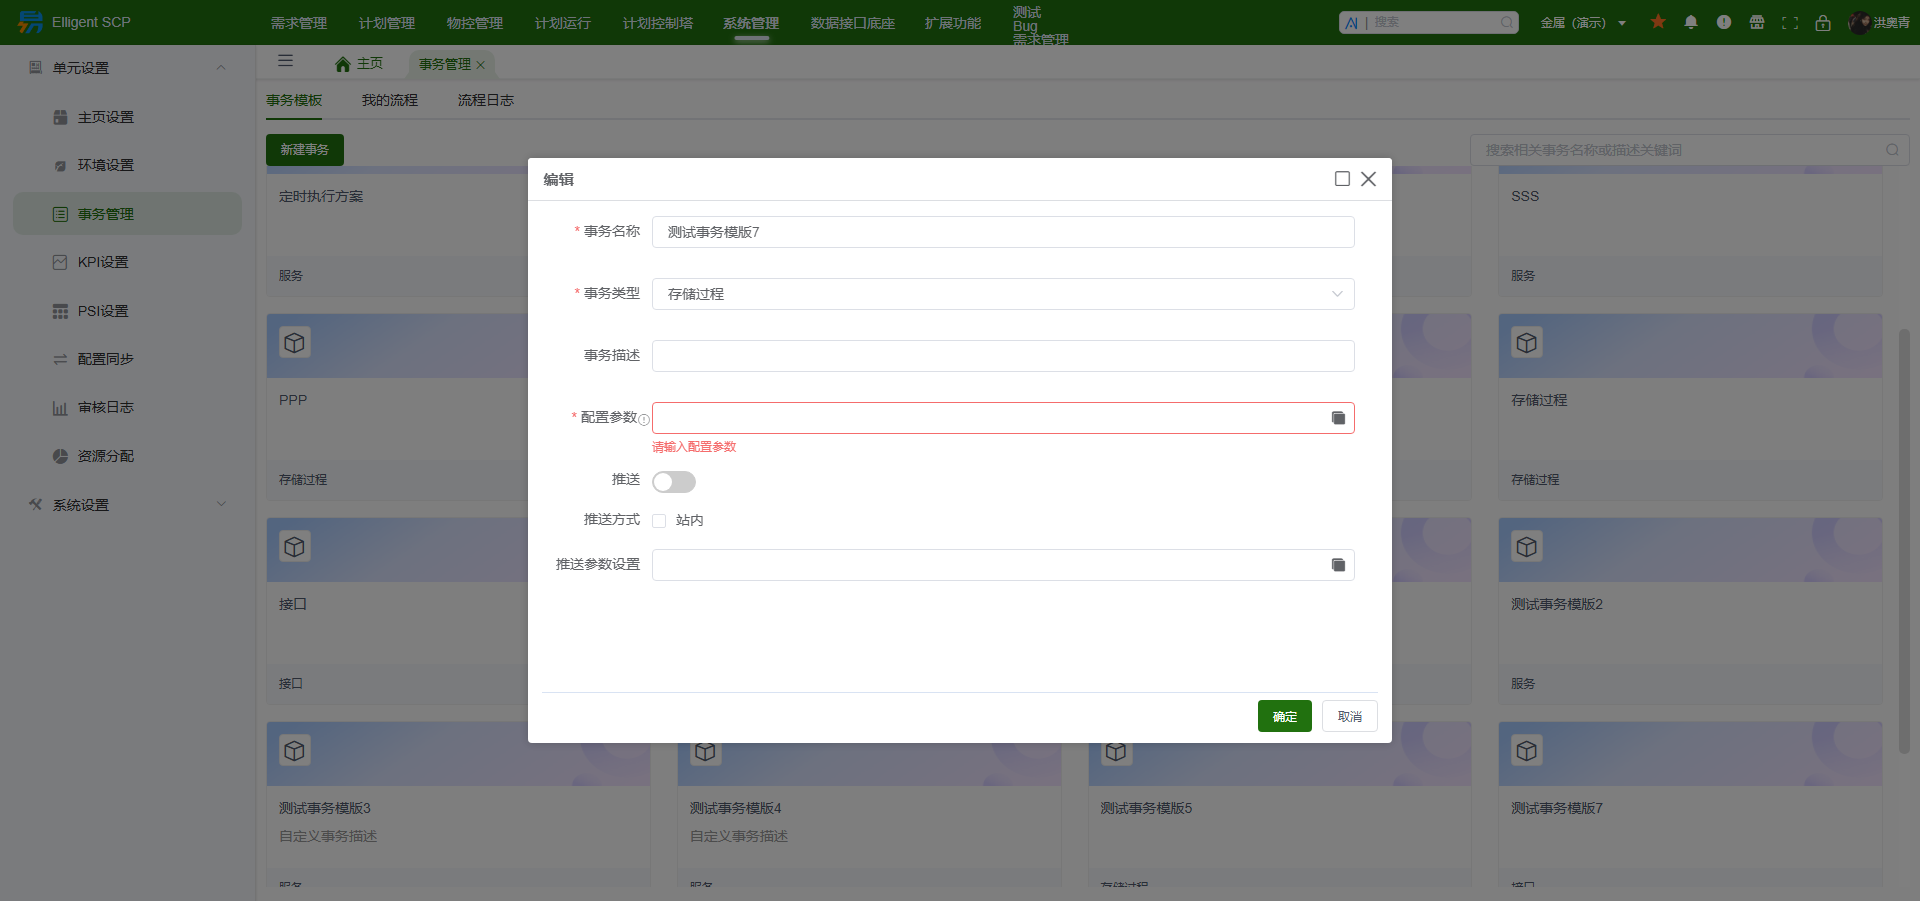 Elligent SCP
需求管理
计划管理
物控管理
计划运行
计划控制塔
系统管理
数据接口底座
扩展功能
测试
Bug
需求管理
AI | 搜索
金属（演示）
洪奥青
单元设置
主页设置
环境设置
事务管理
KPI设置
PSI设置
配置同步
审核日志
资源分配
系统设置
主页
事务管理
事务模板
我的流程
流程日志
新建事务
搜索相关事务名称或描述关键词
定时执行方案
服务
SSS
服务
PPP
存储过程
存储过程
存储过程
接口
接口
测试事务模版2
服务
测试事务模版3
自定义事务描述
服务
测试事务模版4
自定义事务描述
服务
测试事务模版5
存储过程
测试事务模版7
接口
编辑
* 事务名称
测试事务模版7
* 事务类型
存储过程
事务描述
* 配置参数
请输入配置参数
推送
推送方式
站内
推送参数设置
确定
取消